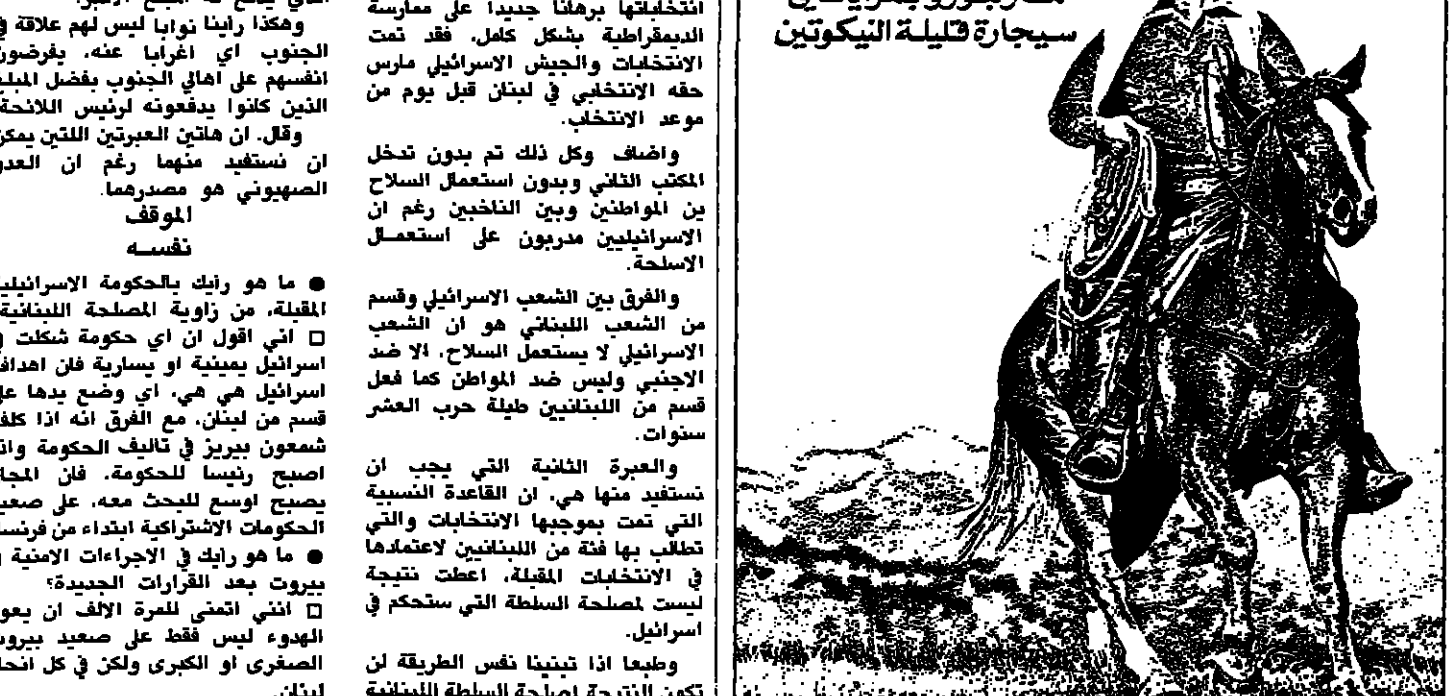 سيجارة قليلة النيكوتين
انتخاباتها برهانا جديدا على ممارسة
الديمقراطية بشكل كامل، فقد تمت
الانتخابات والجيش الاسرائيلي مارس
حقه الانتخابي في لبنان قبل يوم من
موعد الانتخاب.
واضاف وكل ذلك تم بدون تدخل
المكتب الثاني وبدون استعمال السلاح
بن المواطنين وبين الناخبين رغم ان
الاسرائيليين مدربون على استعمال
الاسلحة.
والفرق بين الشعب الاسرائيلي وقسم
من الشعب اللبناني هو ان الشعب
الاسرائيلي لا يستعمل السلاح، الا ضد
الاجنبي وليس ضد المواطن كما فعل
قسم من اللبنانيين طيلة حرب العشر
سنوات.
والعبرة الثانية التي يجب ان
نستفيد منها هي، ان القاعدة النسبية
التي تمت بموجبها الانتخابات والتي
تطالب بها فئة من اللبنانيين لاعتمادها
في الانتخابات المقبلة، اعطت نتيجة
ليست لمصلحة السلطة التي ستحكم في
اسرائيل.
وطبعا اذا تبنينا نفس الطريقة لن
تكون النتيجة لمصلحة السلطة اللبنانية
وهكذا راينا نوابا ليس لهم علاقة في
الجنوب اي اغرابا عنه، يفرضون
انفسهم على اهالي الجنوب بفضل المبلغ
الذين كانوا يدفعونه لرئيس اللائحة
وقال. ان هاتين العبرتين اللتين يمكن
ان نستفيد منهما رغم ان العدو
الصهيوني هو مصدرهما.
الموقف
نفسه
● ما هو رايك بالحكومة الاسرائيلية
المقبلة، من زاوية المصلحة اللبنانية
□ اني اقول ان اي حكومة شكلت
اسرائيل يمينية او يسارية فان اهداف
اسرائيل هي هي، اي وضع يدها على
قسم من لبنان، مع الفرق انه اذا كلف
شمعون بيريز في تاليف الحكومة
اصبح رئيسا للحكومة، فان المجال
يصبح اوسع للبحث معه، على صعيد
الحكومات الاشتراكية ابتداء من فرنسا
● ما هو رايك في الاجراءات الامنية
بيروت بعد القرارات الجديدة؟
□ انني اتمنى للمرة الالف ان يعود
الهدوء ليس فقط على صعيد بيروت
الصغرى او الكبرى ولكن في كل انحاء
لبنان.